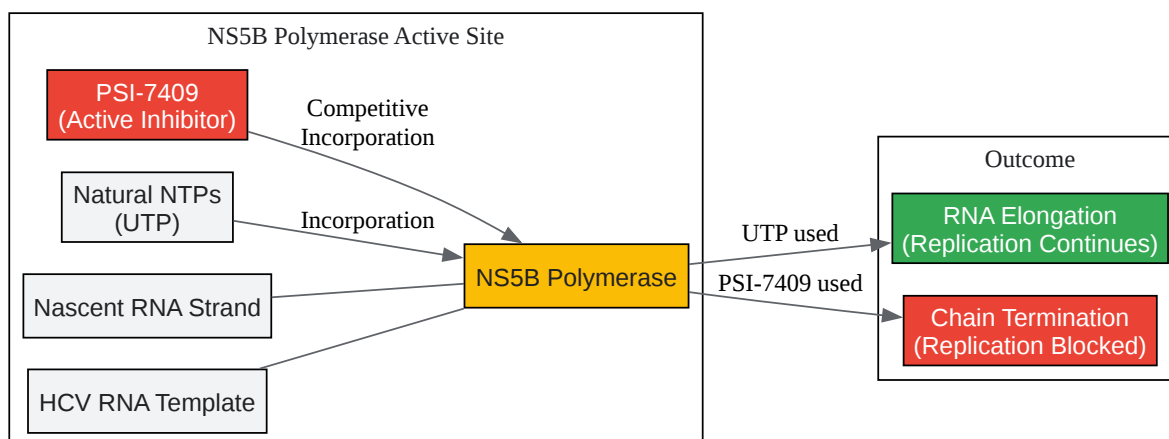 NS5B Polymerase Active Site
PSI-7409
(Active Inhibitor)
Competitive
Incorporation
Natural NTPs
(UTP)
Incorporation
NS5B Polymerase
Nascent RNA Strand
HCV RNA Template
UTP used
PSI-7409 used
Outcome
RNA Elongation
(Replication Continues)
Chain Termination
(Replication Blocked)